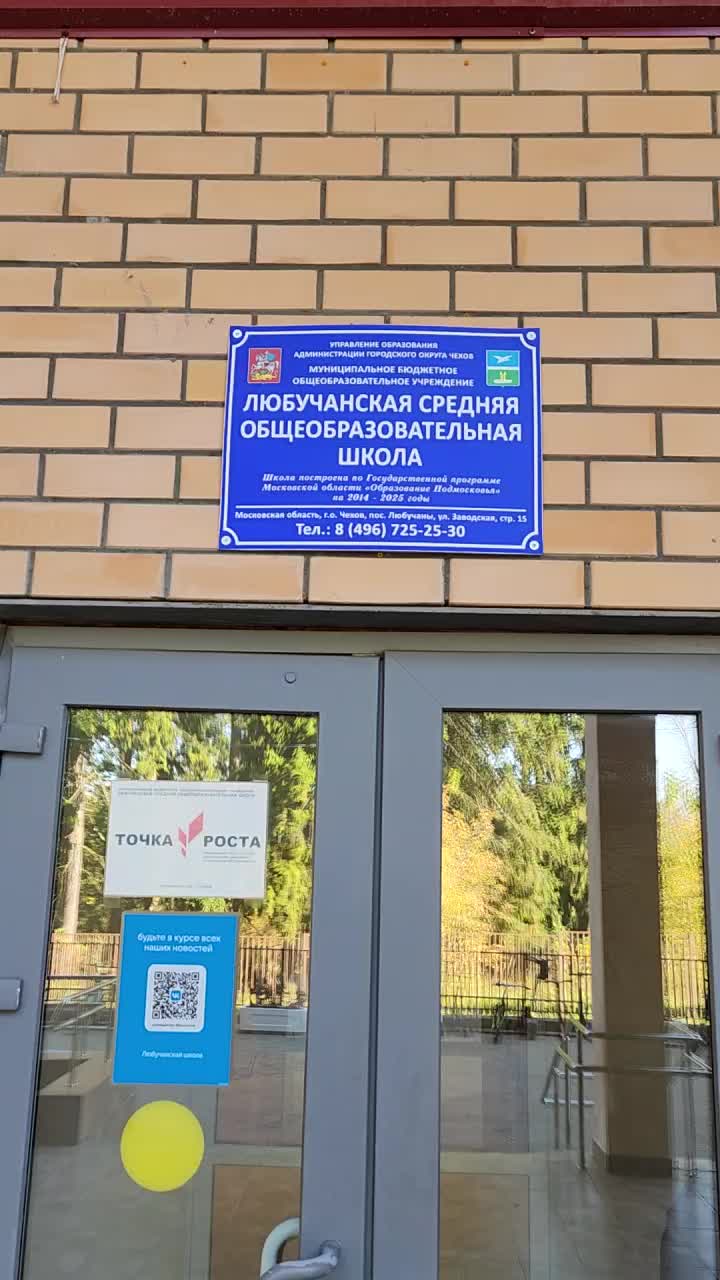 УПРАВЛЕНИЕ ОБРАЗОВАНИЯ
АДМИНИСТРАЦИИ ГОРОДСКОГО ОКРУГА ЧЕХОВ
МУНИЦИПАЛЬНОЕ БЮДЖЕТНОЕ
ОБЩЕОБРАЗОВАТЕЛЬНОЕ УЧРЕЖДЕНИЕ
ЛЮБУЧАНСКАЯ СРЕДНЯЯ
ОБЩЕОБРАЗОВАТЕЛЬНАЯ
ШКОЛА
Школа построена по Государственной программе
Московской области «Образование Подмосковья»
на 2014 - 2025 годы
Московская область, г.о. Чехов, пос. Любучаны, ул. Заводская, стр. 15
Тел.: 8 (496) 725-25-30
ТОЧКА РОСТА
будьте в курсе всех
наших новостей
Любучанская школа